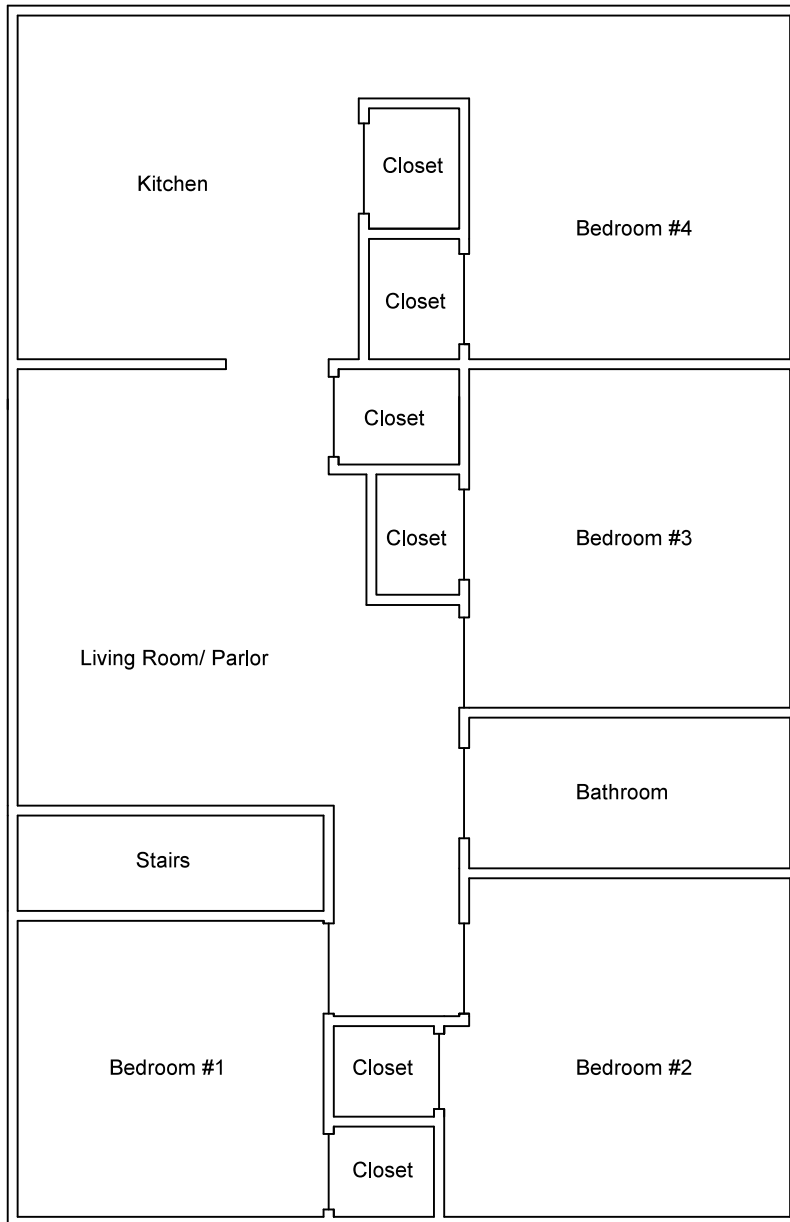 Closet
Kitchen
Bedroom #4
Closet
Closet
Closet
Bedroom #3
Living Room/ Parlor
Bathroom
Stairs
Bedroom #1
Closet
Bedroom #2
Closet